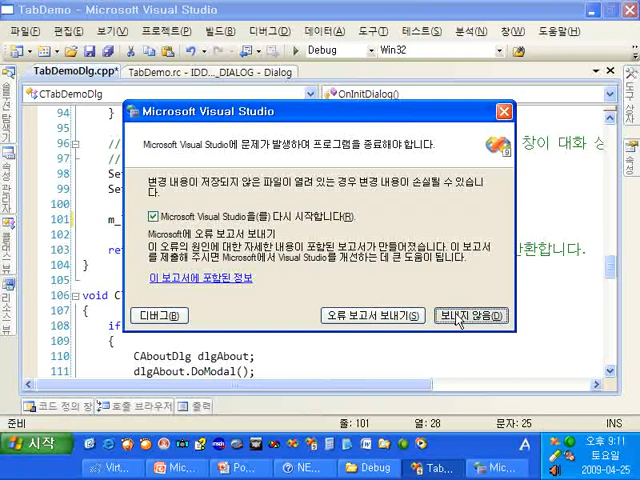 TabDemo - Microsoft Visual Studio
파일(F) 편집(E) 보기(V) 프로젝트(P) 빌드(B) 디버그(D) 데이터(A) 도구(T) 테스트(S) 분석(N) 창(W) 도움말(H)
Debug Win32
TabDemoDlg.cpp* TabDemo.rc - IDD..._DIALOG - Dialog
CTabDemoDlg OnInitDialog()
94 }
95
96 // 창이 대화 상
97 //
98 Se
99 Se
100
101 m_
102
103 ret 반환합니다.
104 }
105
106 void C
107 {
108 if
109 {
110 CAboutDlg dlgAbout;
111 dlgAbout.DoModal();
Microsoft Visual Studio
Microsoft Visual Studio에 문제가 발생하여 프로그램을 종료해야 합니다.
변경 내용이 저장되지 않은 파일이 열려 있는 경우 변경 내용이 손실될 수 있습니
다.
Microsoft Visual Studio을(를) 다시 시작합니다(R).
Microsoft에 오류 보고서 보내기
이 오류의 원인에 대한 자세한 내용이 포함된 보고서가 만들어졌습니다. 이 보고서
를 제출해 주시면 Microsoft에서 Visual Studio를 개선하는 데 큰 도움이 됩니다.
이 보고서에 포함된 정보
디버그(B) 오류 보고서 보내기(S) 보내지 않음(D)
코드 정의 창 호출 브라우저 출력
준비 줄: 101 열: 28 문자: 25 INS
시작 A 오후 9:11
토요일
Virt... Mic... Po... NE... Debug Tab... Mic... 2009-04-25